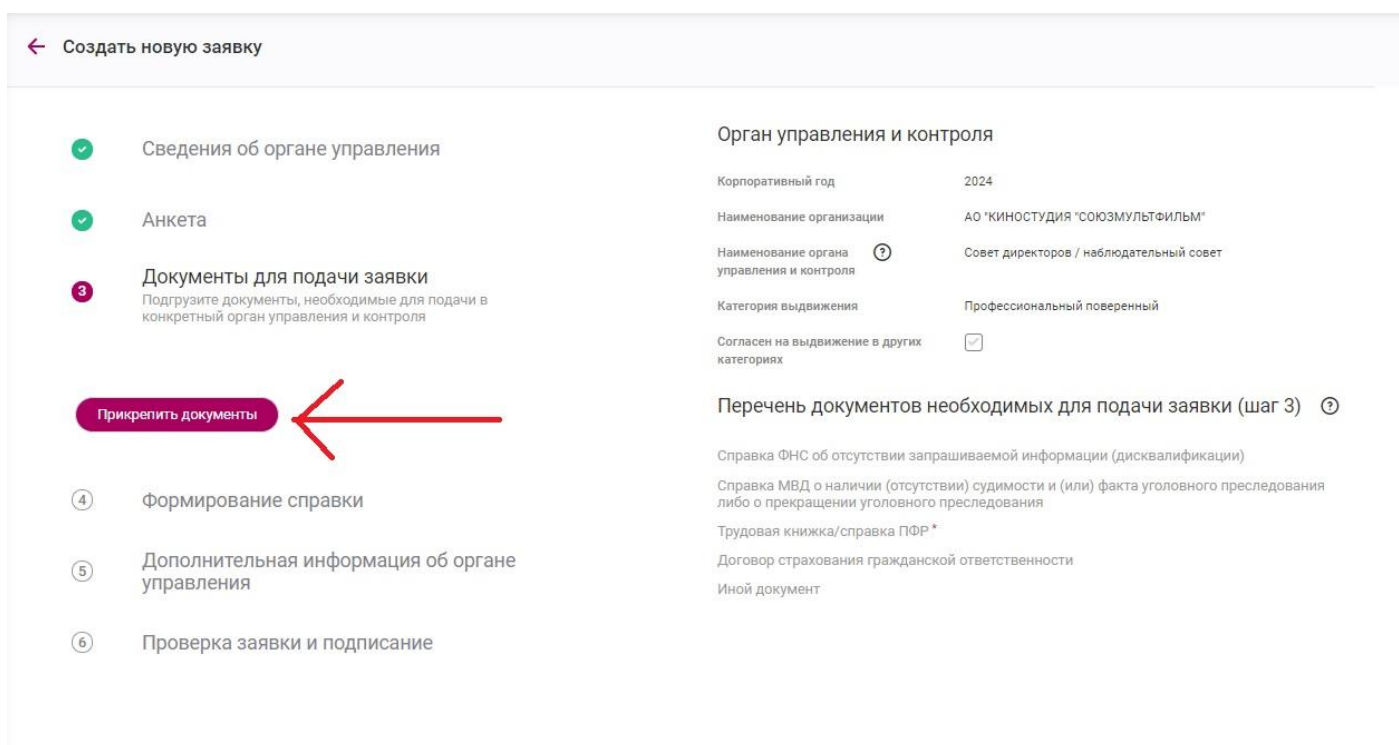 ← Создать новую заявку
Сведения об органе управления
Анкета
3
Документы для подачи заявки
Подгрузите документы, необходимые для подачи в
конкретный орган управления и контроля
Прикрепить документы
4
Формирование справки
5
Дополнительная информация об органе
управления
6
Проверка заявки и подписание
Орган управления и контроля
Корпоративный год 2024
Наименование организации АО "КИНОСТУДИЯ "СОЮЗМУЛЬТФИЛЬМ"
Наименование органа ? Совет директоров / наблюдательный совет
управления и контроля
Категория выдвижения Профессиональный поверенный
Согласен на выдвижение в других
категориях
Перечень документов необходимых для подачи заявки (шаг 3) ?
Справка ФНС об отсутствии запрашиваемой информации (дисквалификации)
Справка МВД о наличии (отсутствии) судимости и (или) факта уголовного преследования
либо о прекращении уголовного преследования
Трудовая книжка/справка ПФР *
Договор страхования гражданской ответственности
Иной документ